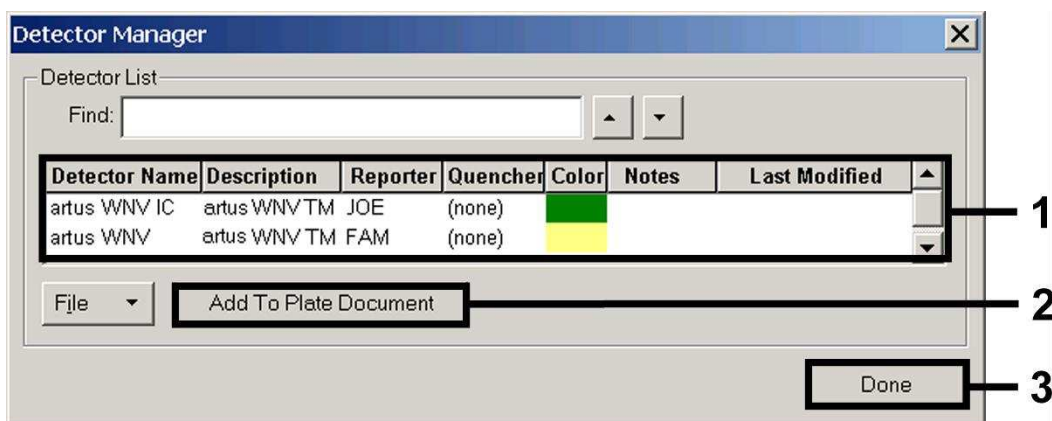 Detector Manager
Detector List
Find:
Detector Name Description Reporter Quencher Color Notes Last Modified
artus WNV IC artus WNV TM JOE (none)
artus WNV artus WNV TM FAM (none)
1
File Add To Plate Document
2
Done
3